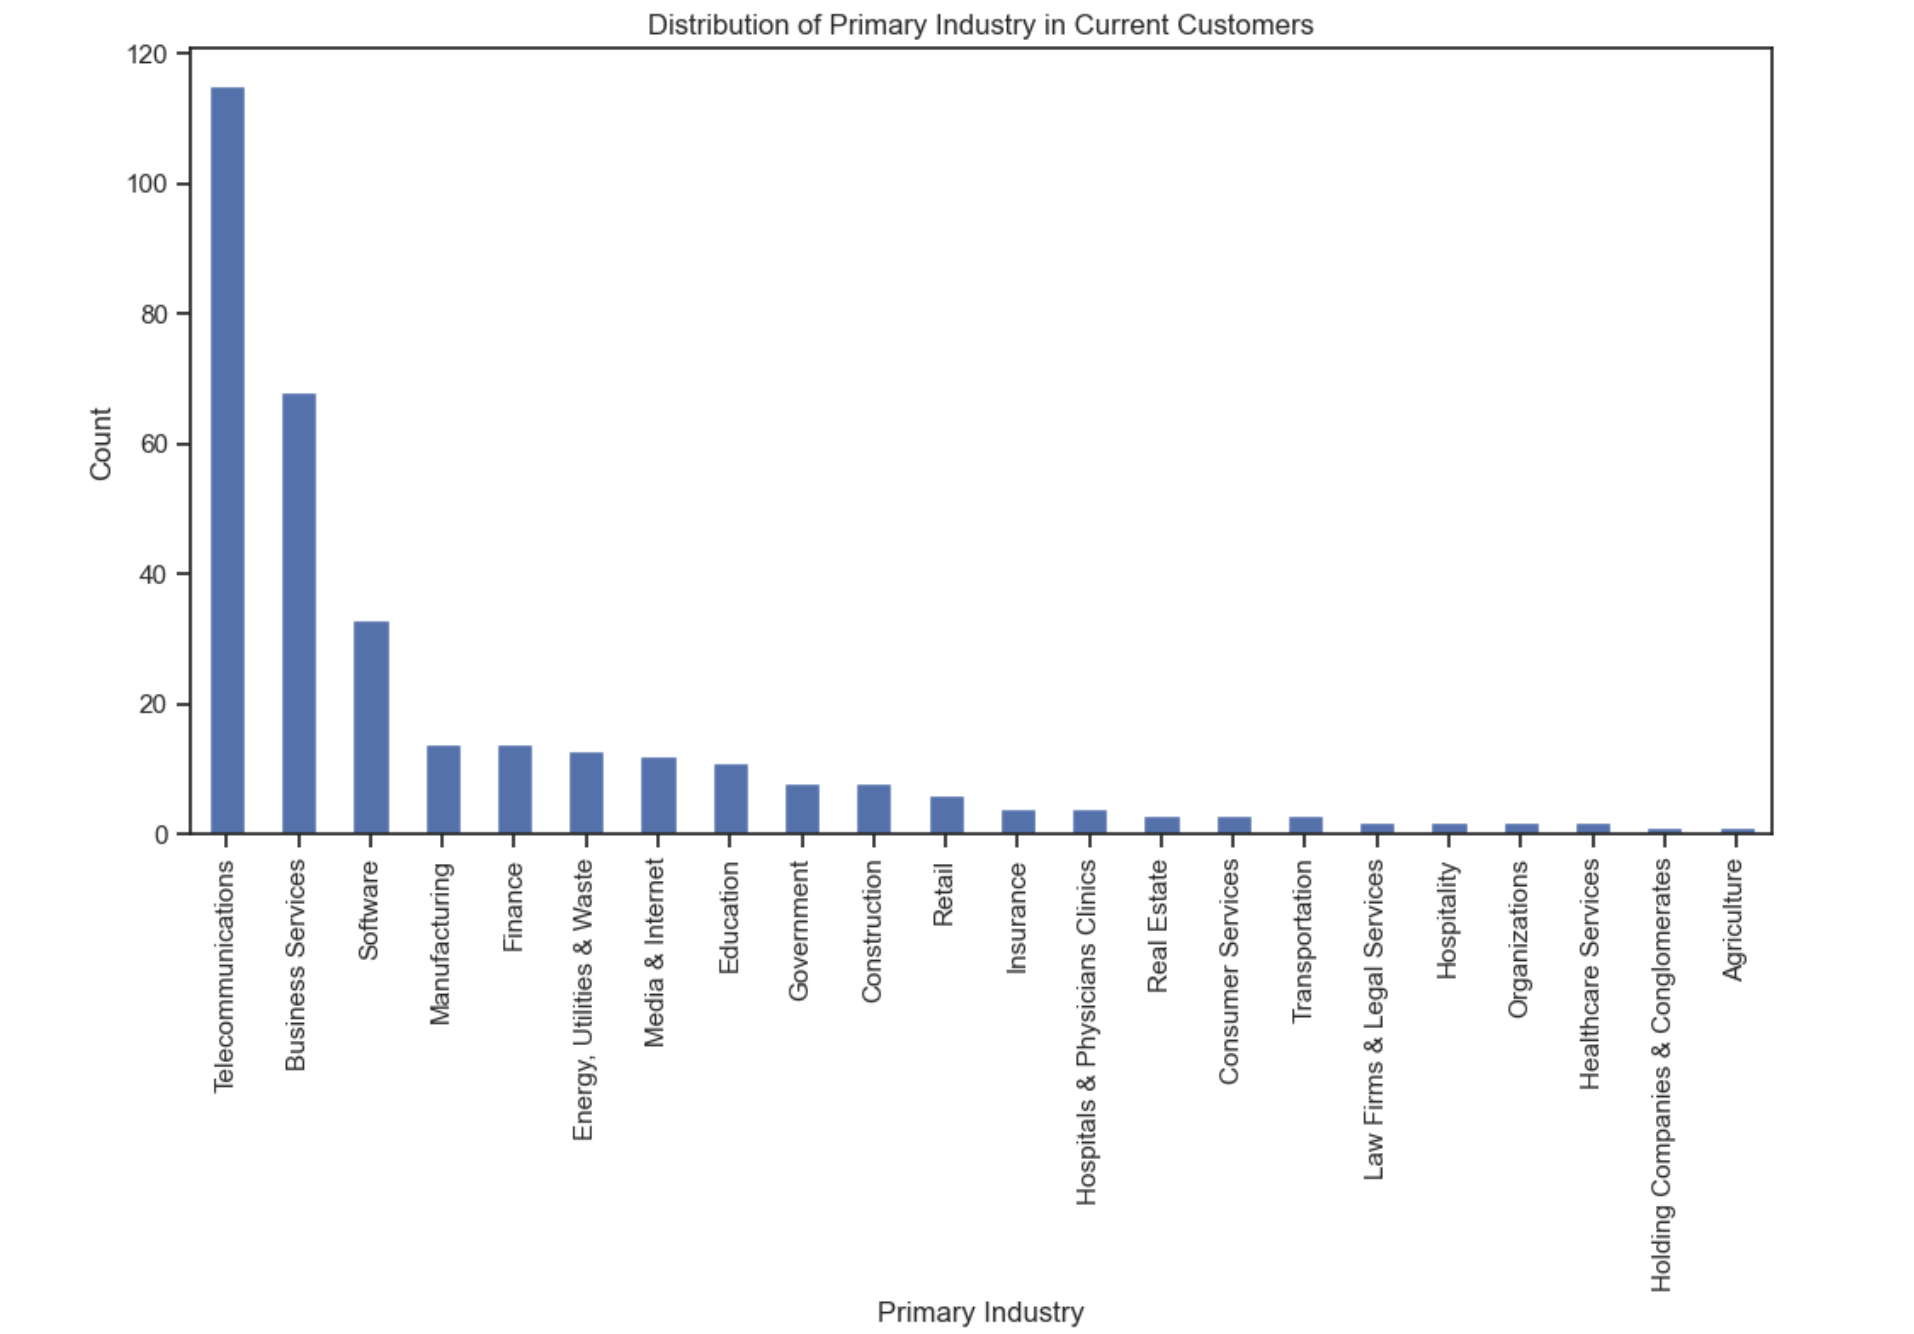 Distribution of Primary Industry in Current Customers
120
100
80
60
40
20
0
Count
Telecommunications
Business Services
Software
Manufacturing
Finance
Energy, Utilities & Waste
Media & Internet
Education
Government
Construction
Retail
Insurance
Hospitals & Physicians Clinics
Real Estate
Consumer Services
Transportation
Law Firms & Legal Services
Hospitality
Organizations
Healthcare Services
Holding Companies & Conglomerates
Agriculture
Primary Industry